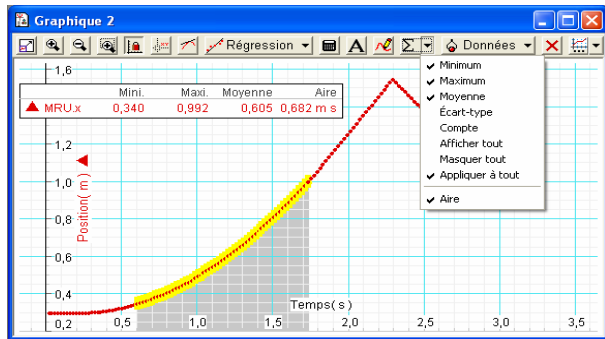 Graphique 2
Régression A Σ Données
1,6
Mini. Maxi. Moyenne Aire
MRU.x 0,340 0,992 0,605 0,682 m s
1,2
1,0
0,8
0,6
0,4
0,2
Position( m )
Temps( s )
0,5 1,0 1,5 2,0 2,5 3,0 3,5
Minimum
Maximum
Moyenne
Écart-type
Compte
Afficher tout
Masquer tout
Appliquer à tout
Aire